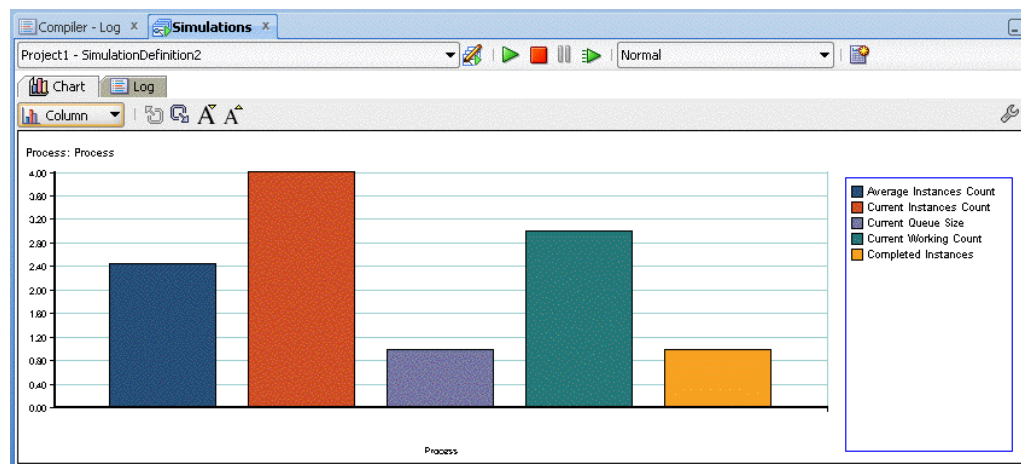 Compiler - Log x Simulations x
Project1 - SimulationDefinition2 Normal
Chart Log
Column A A
Process: Process
4.00
3.60
3.20
2.80
2.40
2.00
1.60
1.20
0.80
0.40
0.00
Process
Average Instances Count
Current Instances Count
Current Queue Size
Current Working Count
Completed Instances